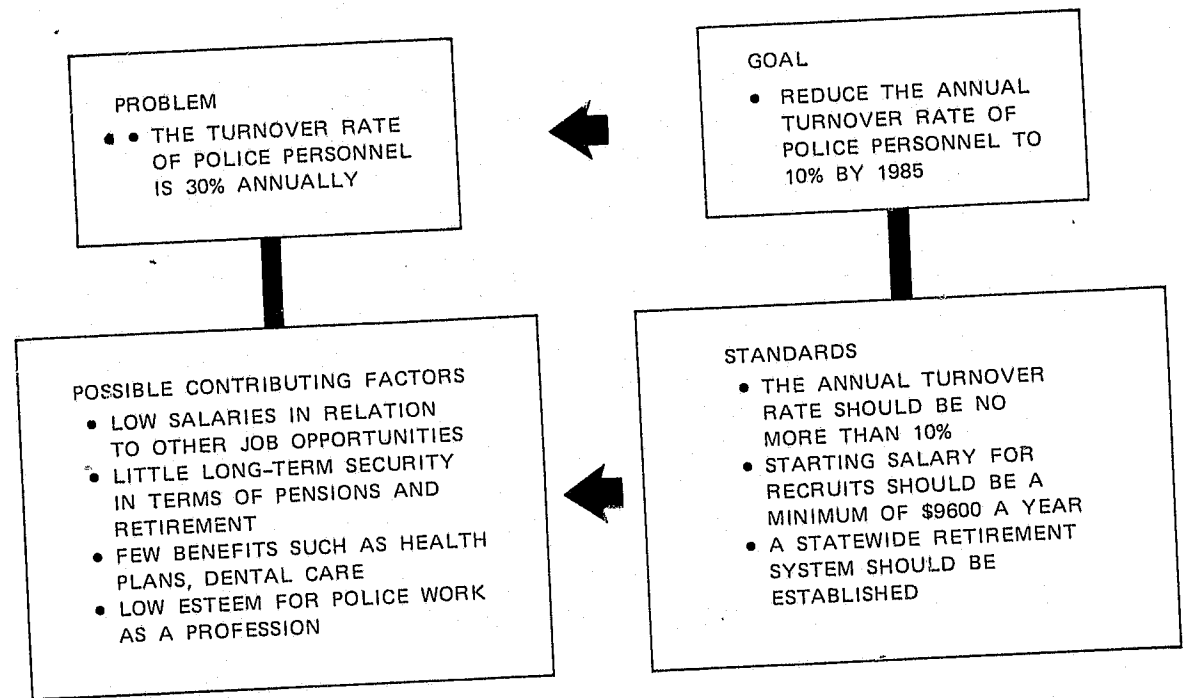 PROBLEM
• THE TURNOVER RATE
OF POLICE PERSONNEL
IS 30% ANNUALLY
GOAL
• REDUCE THE ANNUAL
TURNOVER RATE OF
POLICE PERSONNEL TO
10% BY 1985
POSSIBLE CONTRIBUTING FACTORS
• LOW SALARIES IN RELATION
TO OTHER JOB OPPORTUNITIES
• LITTLE LONG-TERM SECURITY
IN TERMS OF PENSIONS AND
RETIREMENT
• FEW BENEFITS SUCH AS HEALTH
PLANS, DENTAL CARE
• LOW ESTEEM FOR POLICE WORK
AS A PROFESSION
STANDARDS
• THE ANNUAL TURNOVER
RATE SHOULD BE NO
MORE THAN 10%
• STARTING SALARY FOR
RECRUITS SHOULD BE A
MINIMUM OF $9600 A YEAR
• A STATEWIDE RETIREMENT
SYSTEM SHOULD BE
ESTABLISHED